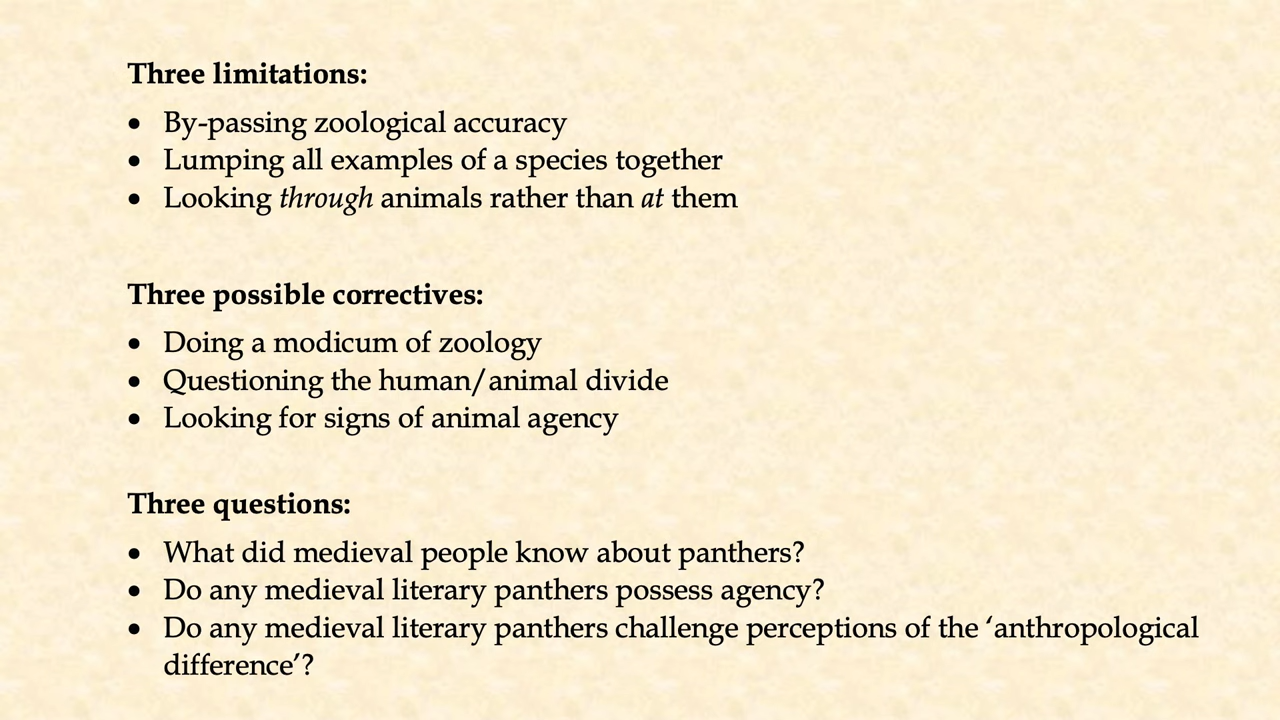 Three limitations:
• By-passing zoological accuracy
• Lumping all examples of a species together
• Looking through animals rather than at them
Three possible correctives:
• Doing a modicum of zoology
• Questioning the human/animal divide
• Looking for signs of animal agency
Three questions:
• What did medieval people know about panthers?
• Do any medieval literary panthers possess agency?
• Do any medieval literary panthers challenge perceptions of the ‘anthropological
difference’?